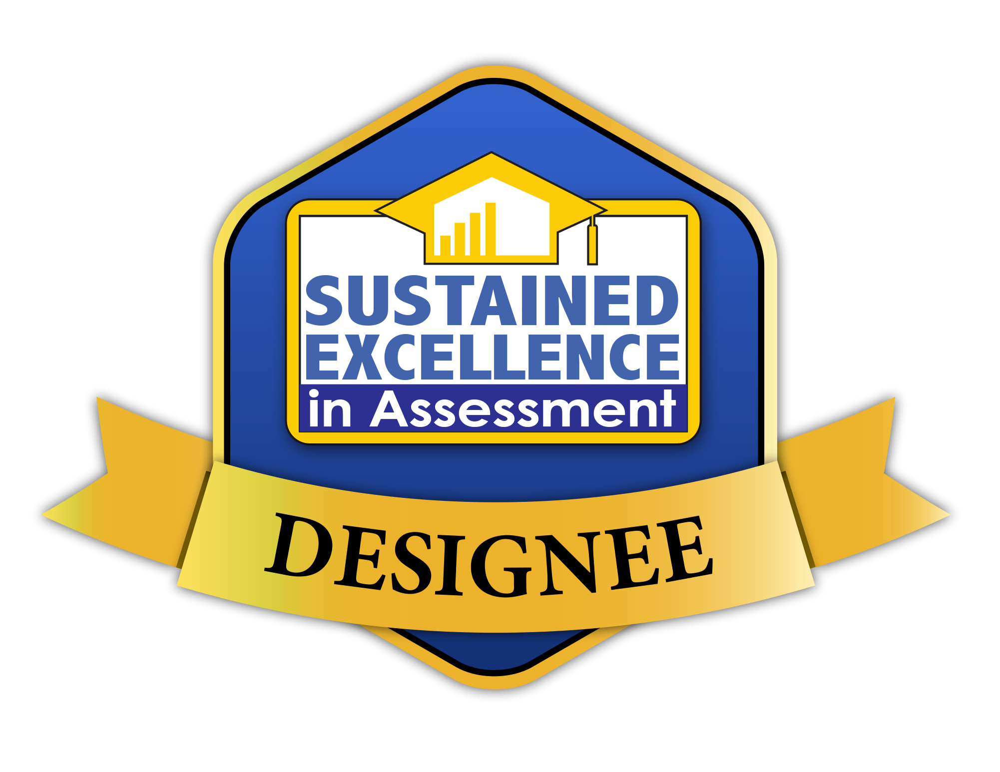 SUSTAINED
EXCELLENCE
in Assessment
DESIGNEE